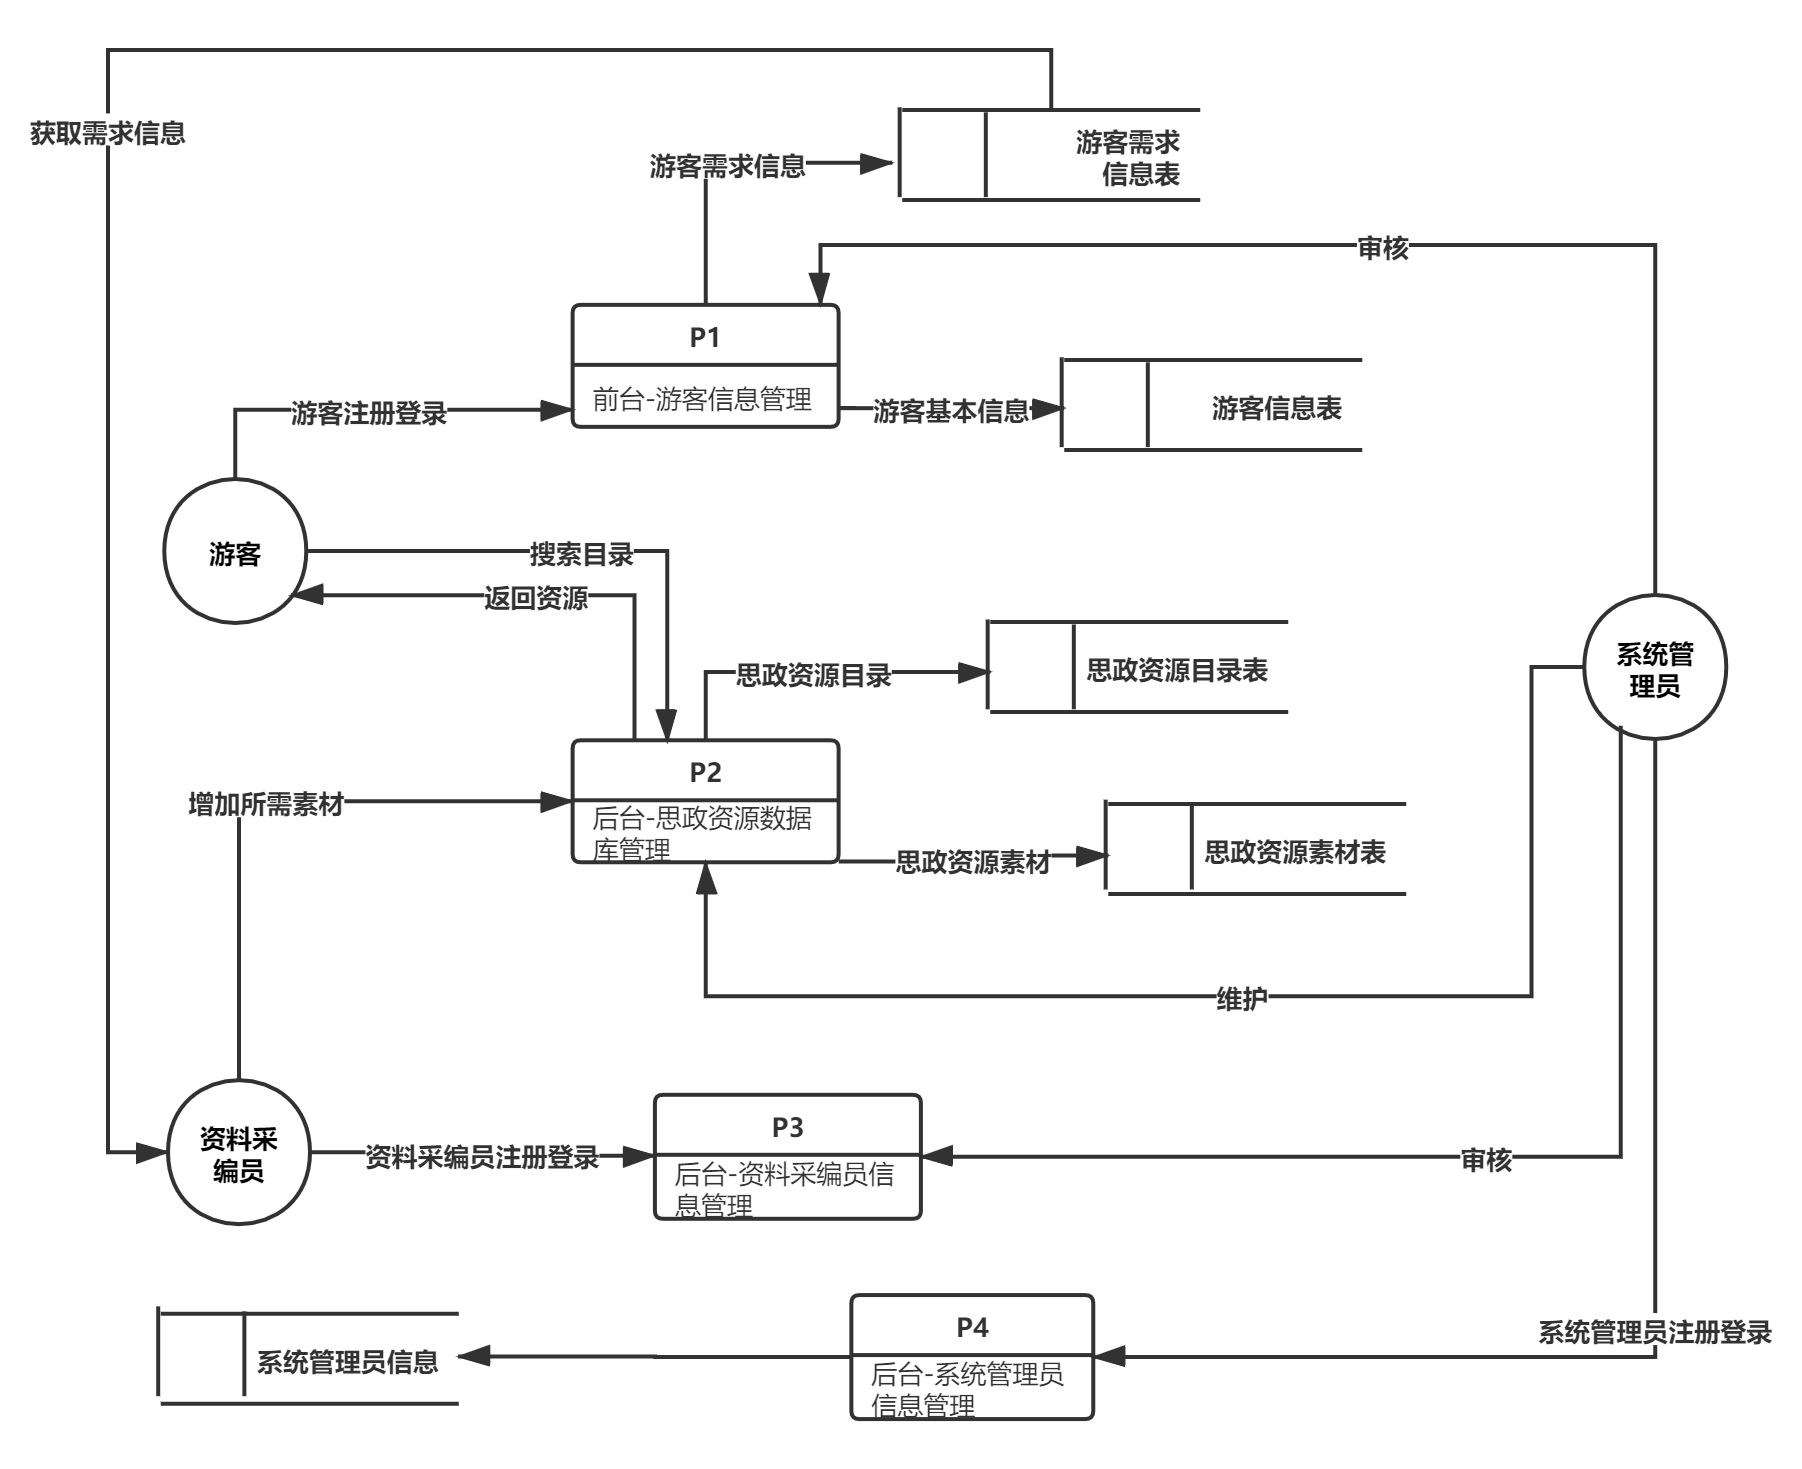 获取需求信息
游客需求
信息表
游客需求信息
审核
P1
前台-游客信息管理
游客注册登录
游客基本信息
游客信息表
游客
搜索目录
返回资源
思政资源目录
思政资源目录表
系统管
理员
P2
后台-思政资源数据
库管理
增加所需素材
思政资源素材
思政资源素材表
维护
资料采
编员
资料采编员注册登录
P3
后台-资料采编员信
息管理
审核
系统管理员信息
P4
后台-系统管理员
信息管理
系统管理员注册登录